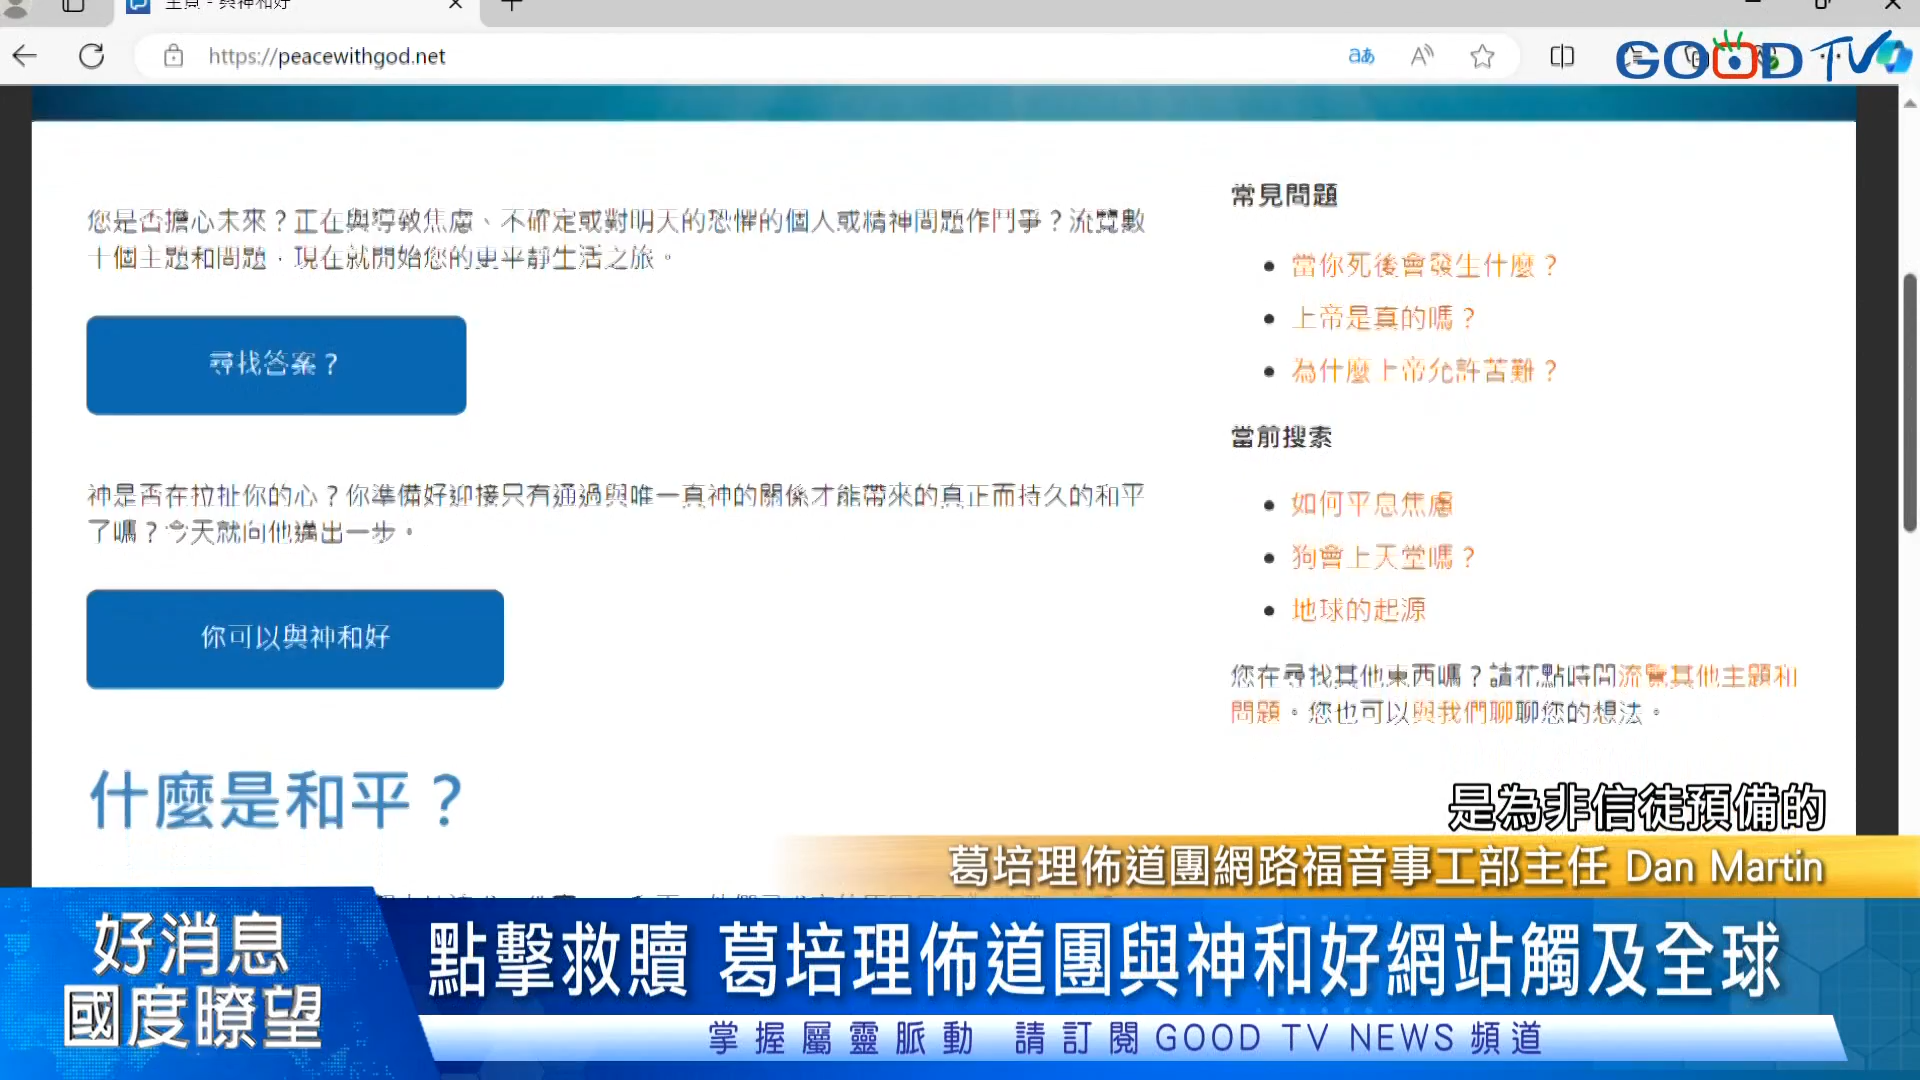 主頁 - 與神和好
https://peacewithgod.net
GOOD TV
您是否擔心未來？正在與導致焦慮、不確定或對明天的恐懼的個人或精神問題作鬥爭？流覽數
十個主題和問題，現在就開始您的更平靜生活之旅。
尋找答案？
神是否在拉扯你的心？你準備好迎接只有通過與唯一真神的關係才能帶來的真正而持久的和平
了嗎？今天就向他邁出一步。
你可以與神和好
什麼是和平？
常見問題
當你死後會發生什麼？
上帝是真的嗎？
為什麼上帝允許苦難？
當前搜索
如何平息焦慮
狗會上天堂嗎？
地球的起源
您在尋找其他東西嗎？請花點時間流覽其他主題和
問題。您也可以與我們聊聊您的想法。
是為非信徒預備的
葛培理佈道團網路福音事工部主任 Dan Martin
好消息
國度瞭望
點擊救贖 葛培理佈道團與神和好網站觸及全球
掌握屬靈脈動 請訂閱GOOD TV NEWS頻道